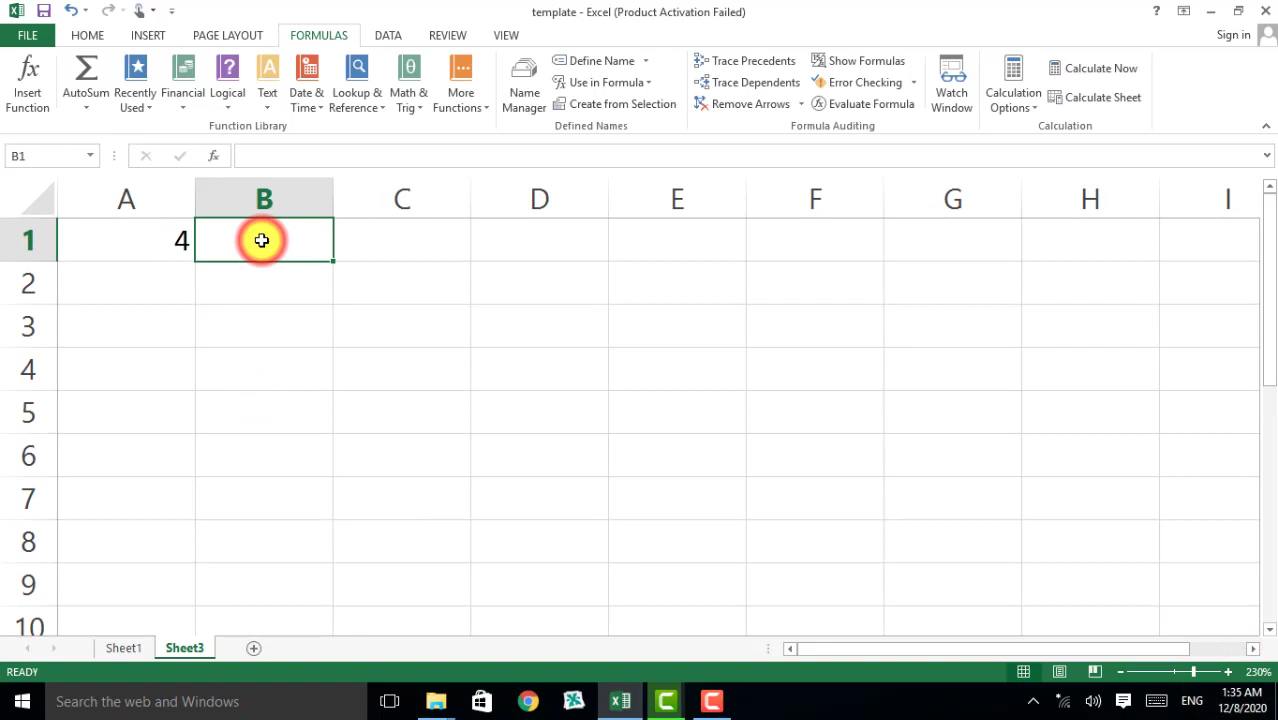 template - Excel (Product Activation Failed)
? 
FILE HOME INSERT PAGE LAYOUT FORMULAS DATA REVIEW VIEW Sign in
fx Insert Function
Σ AutoSum
Recently Used
Financial
? Logical
A Text
Date & Time
Lookup & Reference
θ Math & Trig
More Functions
Function Library
Name Manager
Define Name
Use in Formula
Create from Selection
Defined Names
Trace Precedents
Trace Dependents
Remove Arrows
Show Formulas
Error Checking
Evaluate Formula
Formula Auditing
Watch Window
Calculation Options
Calculate Now
Calculate Sheet
Calculation
B1 fx
A B C D E F G H I
1 4
2
3
4
5
6
7
8
9
10
Sheet1 Sheet3
READY 230%
Search the web and Windows
ENG
1:35 AM
12/8/2020